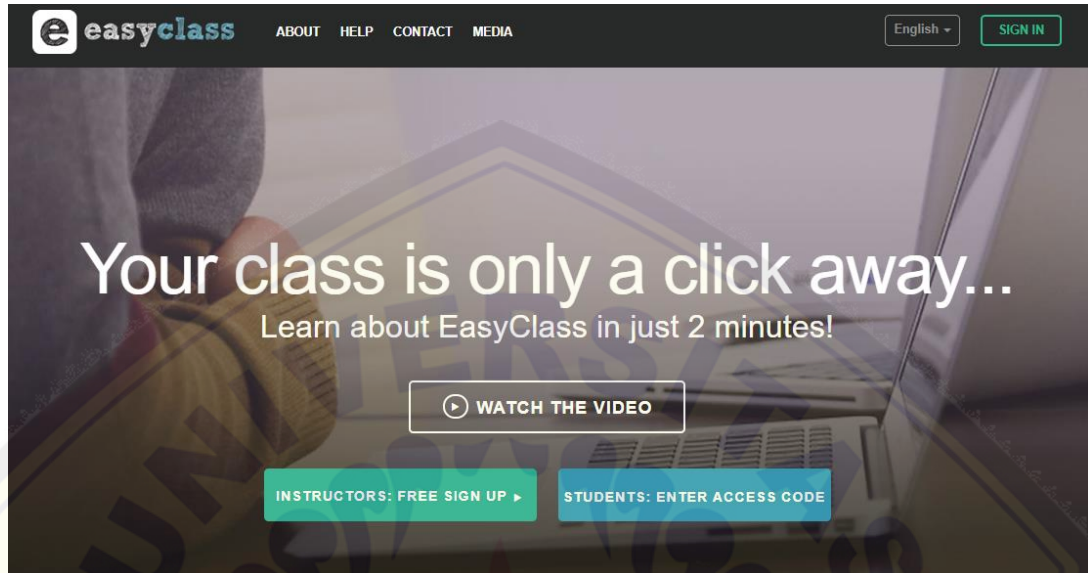 e easyclass ABOUT HELP CONTACT MEDIA English SIGN IN
Your class is only a click away...
Learn about EasyClass in just 2 minutes!
WATCH THE VIDEO
INSTRUCTORS: FREE SIGN UP STUDENTS: ENTER ACCESS CODE
UNIVERSITAS